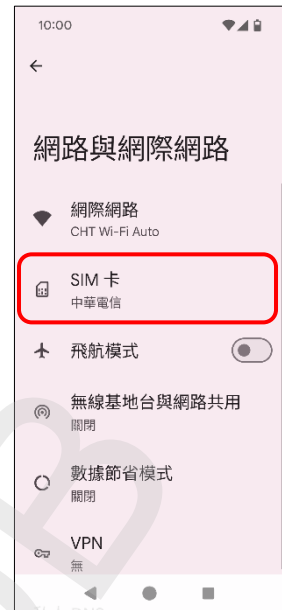 10:00
網路與網際網路
網際網路
CHT Wi-Fi Auto
SIM 卡
中華電信
飛航模式
無線基地台與網路共用
關閉
數據節省模式
關閉
VPN
無